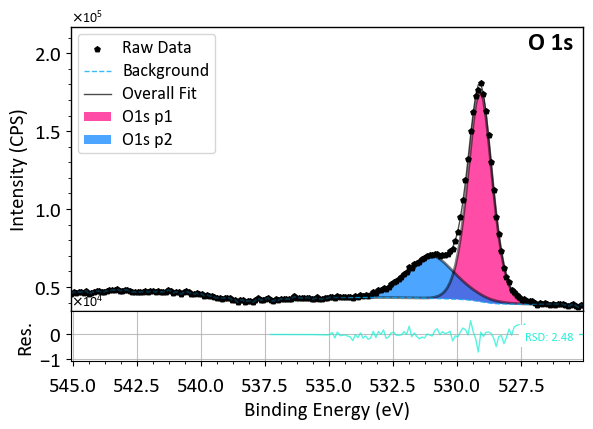 ×10⁵
O 1s
Raw Data
Background
Overall Fit
O1s p1
O1s p2
2.0
1.5
1.0
0.5
Intensity (CPS)
×10⁴
0
−1
Res.
RSD: 2.48
545.0 542.5 540.0 537.5 535.0 532.5 530.0 527.5
Binding Energy (eV)